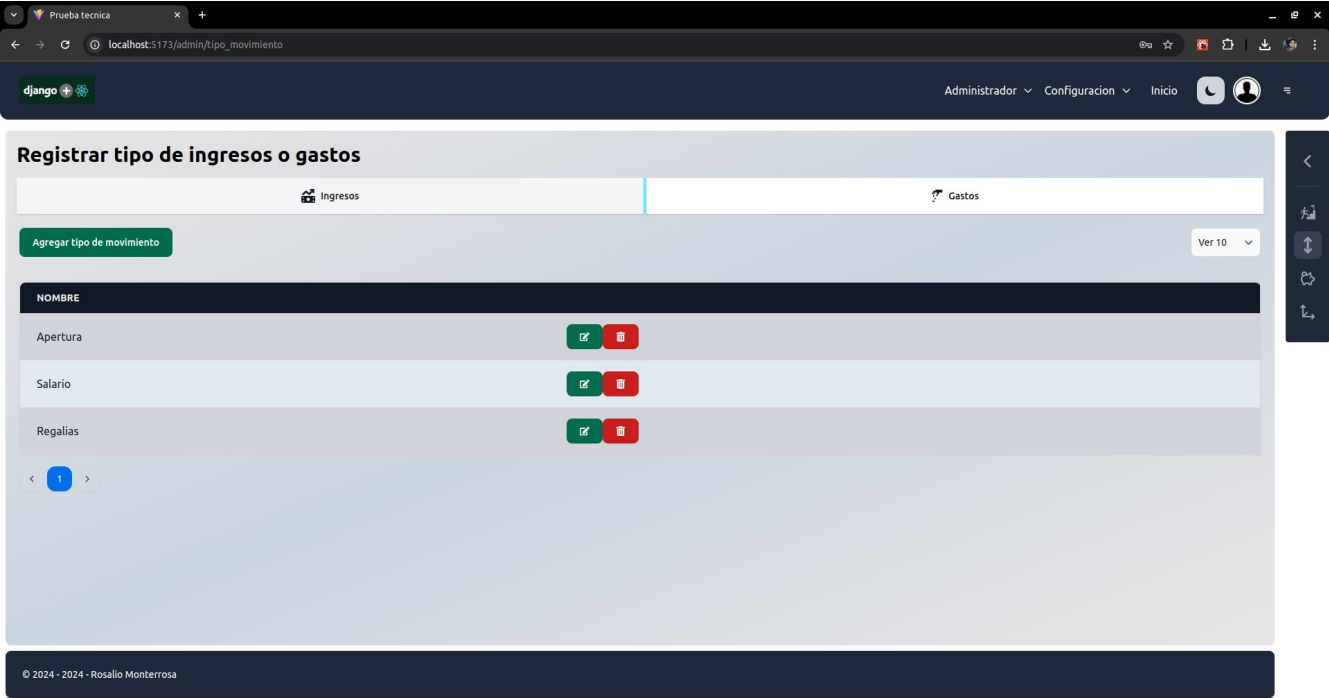 Prueba tecnica
localhost:5173/admin/tipo_movimiento
django
Administrador Configuracion Inicio
Registrar tipo de ingresos o gastos
Ingresos Gastos
Agregar tipo de movimiento Ver 10
NOMBRE
Apertura
Salario
Regalias
1
© 2024 - 2024 - Rosalio Monterrosa